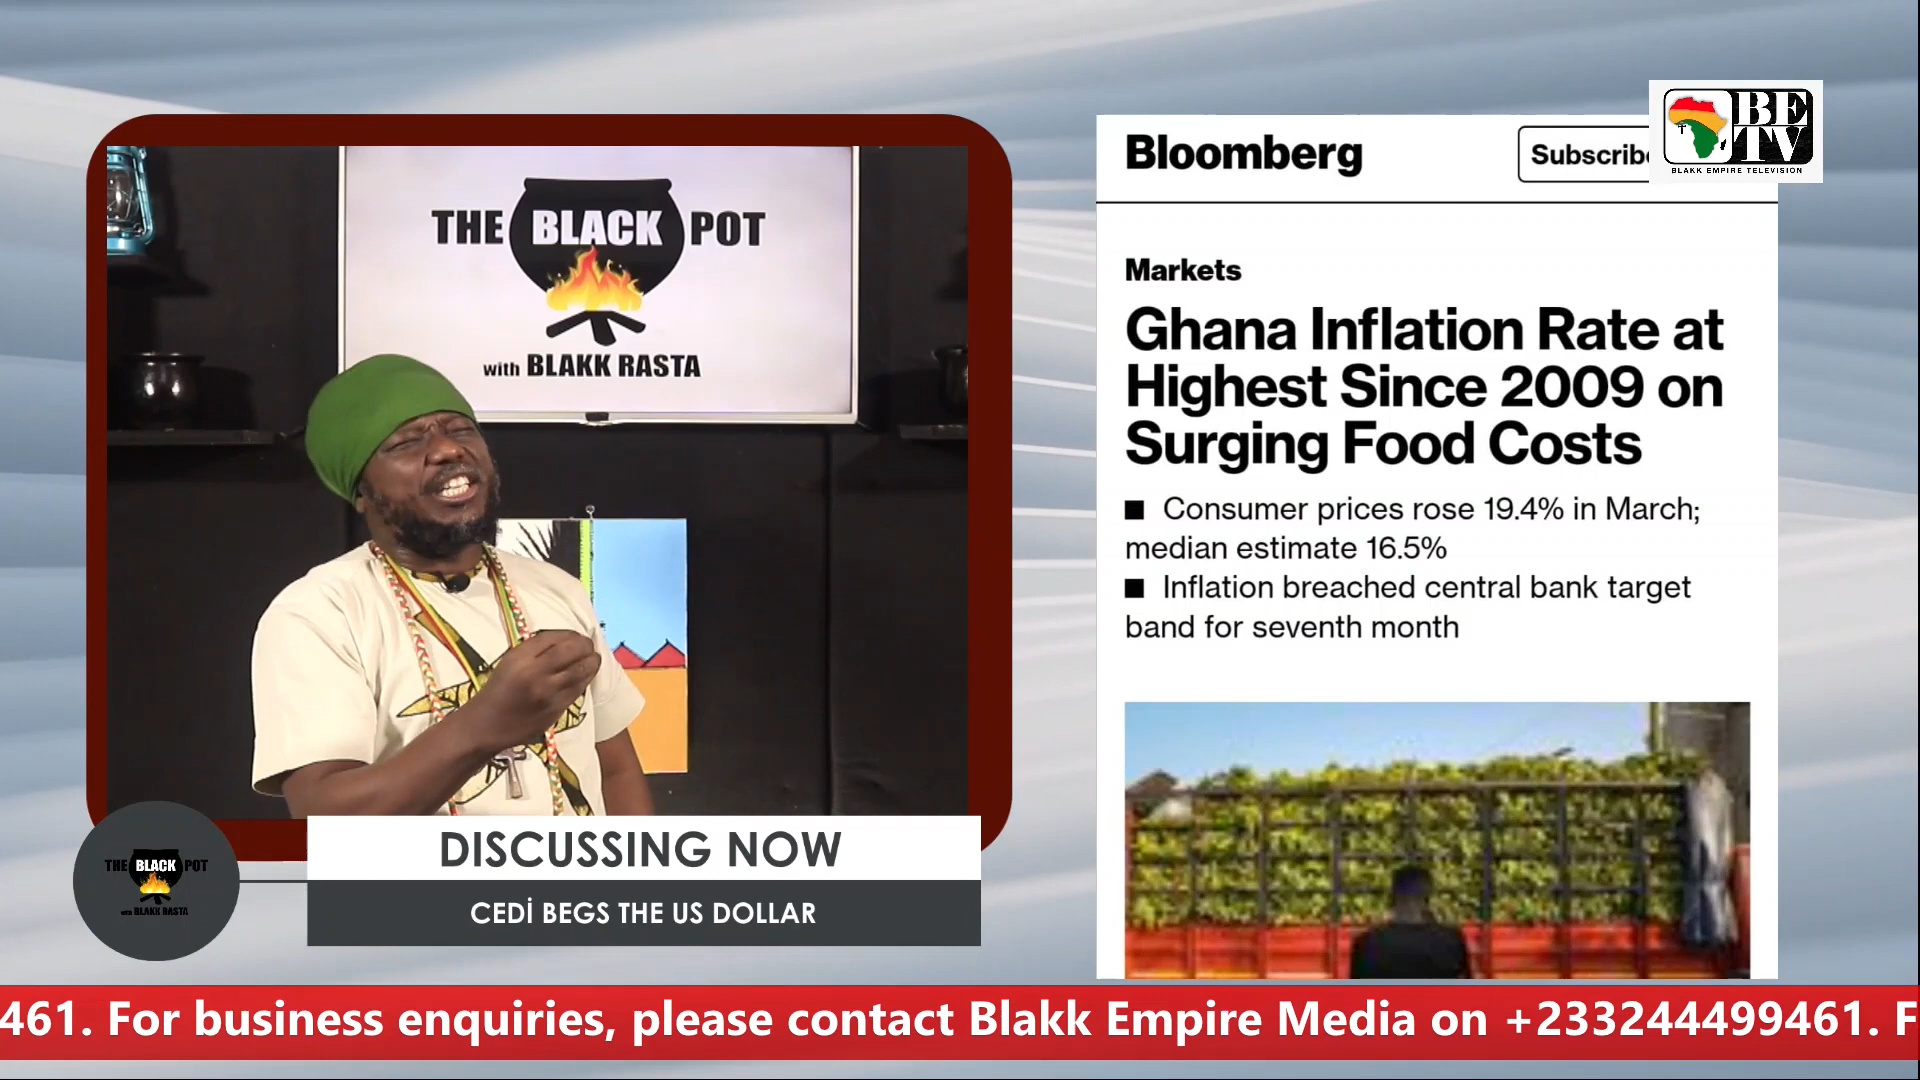 THE BLACK POT
with BLAKK RASTA
BE
TV
BLAKK EMPIRE TELEVISION
Bloomberg
Subscribe
Markets
Ghana Inflation Rate at
Highest Since 2009 on
Surging Food Costs
■ Consumer prices rose 19.4% in March;
median estimate 16.5%
■ Inflation breached central bank target
band for seventh month
THE BLACK POT
with BLAKK RASTA
DISCUSSING NOW
CEDİ BEGS THE US DOLLAR
461. For business enquiries, please contact Blakk Empire Media on +233244499461. F